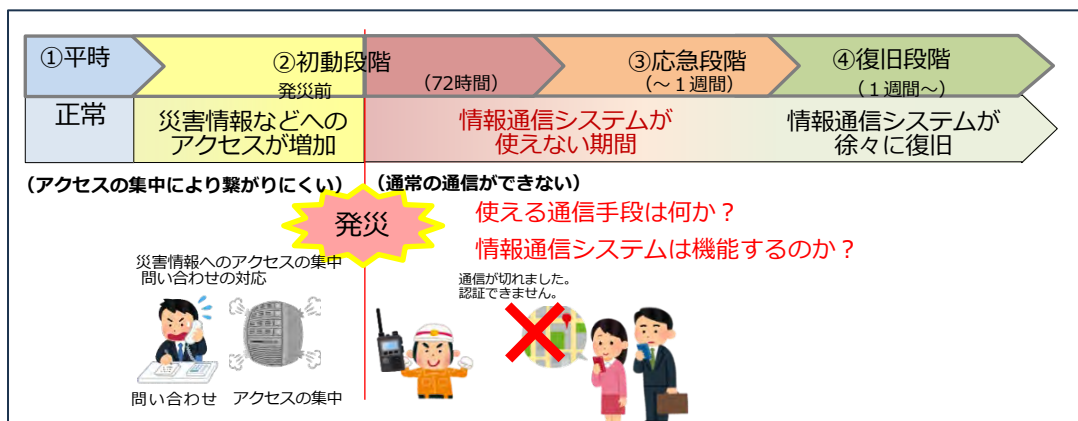 ①平時
②初動段階
発災前
(72時間)
③応急段階
(~1週間)
④復旧段階
(1週間~)
正常
災害情報などへの
アクセスが増加
情報通信システムが
使えない期間
情報通信システムが
徐々に復旧
(アクセスの集中により繋がりにくい)
(通常の通信ができない)
発災
使える通信手段は何か？
情報通信システムは機能するのか？
災害情報へのアクセスの集中
問い合わせの対応
通信が切れました。
認証できません。
問い合わせ
アクセスの集中